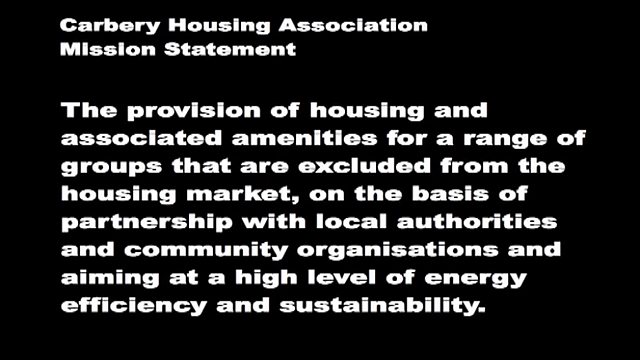 Carbery Housing Association
Mission Statement
The provision of housing and
associated amenities for a range of
groups that are excluded from the
housing market, on the basis of
partnership with local authorities
and community organisations and
aiming at a high level of energy
efficiency and sustainability.